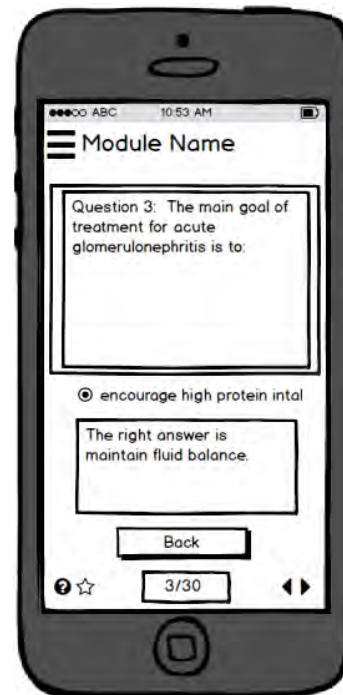 ABC 10:53 AM
Module Name
Question 3: The main goal of
treatment for acute
glomerulonephritis is to:
encourage high protein intal
The right answer is
maintain fluid balance.
Back
3/30